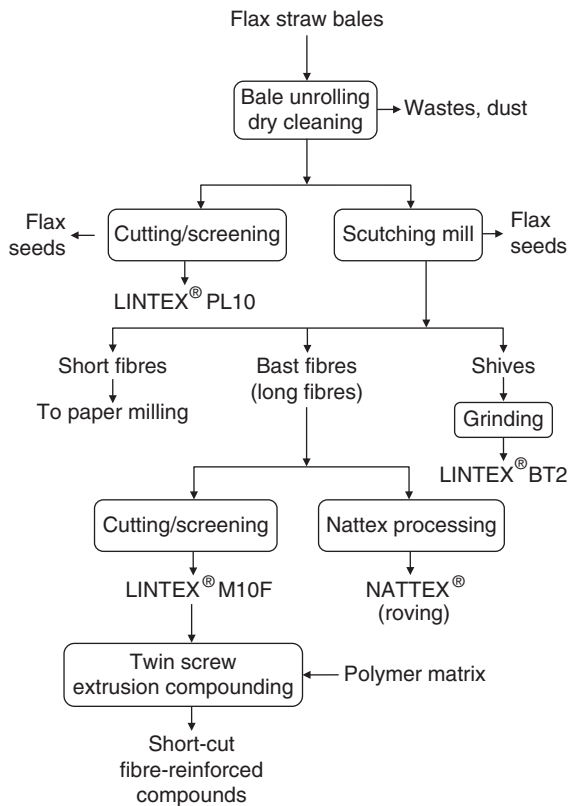 Flax straw bales
Bale unrolling
dry cleaning
Wastes, dust
Flax
seeds
Cutting/screening
Scutching mill
Flax
seeds
LINTEX® PL10
Short fibres
Bast fibres
(long fibres)
Shives
To paper milling
Grinding
LINTEX® BT2
Cutting/screening
Nattex processing
LINTEX® M10F
NATTEX®
(roving)
Twin screw
extrusion compounding
Polymer matrix
Short-cut
fibre-reinforced
compounds